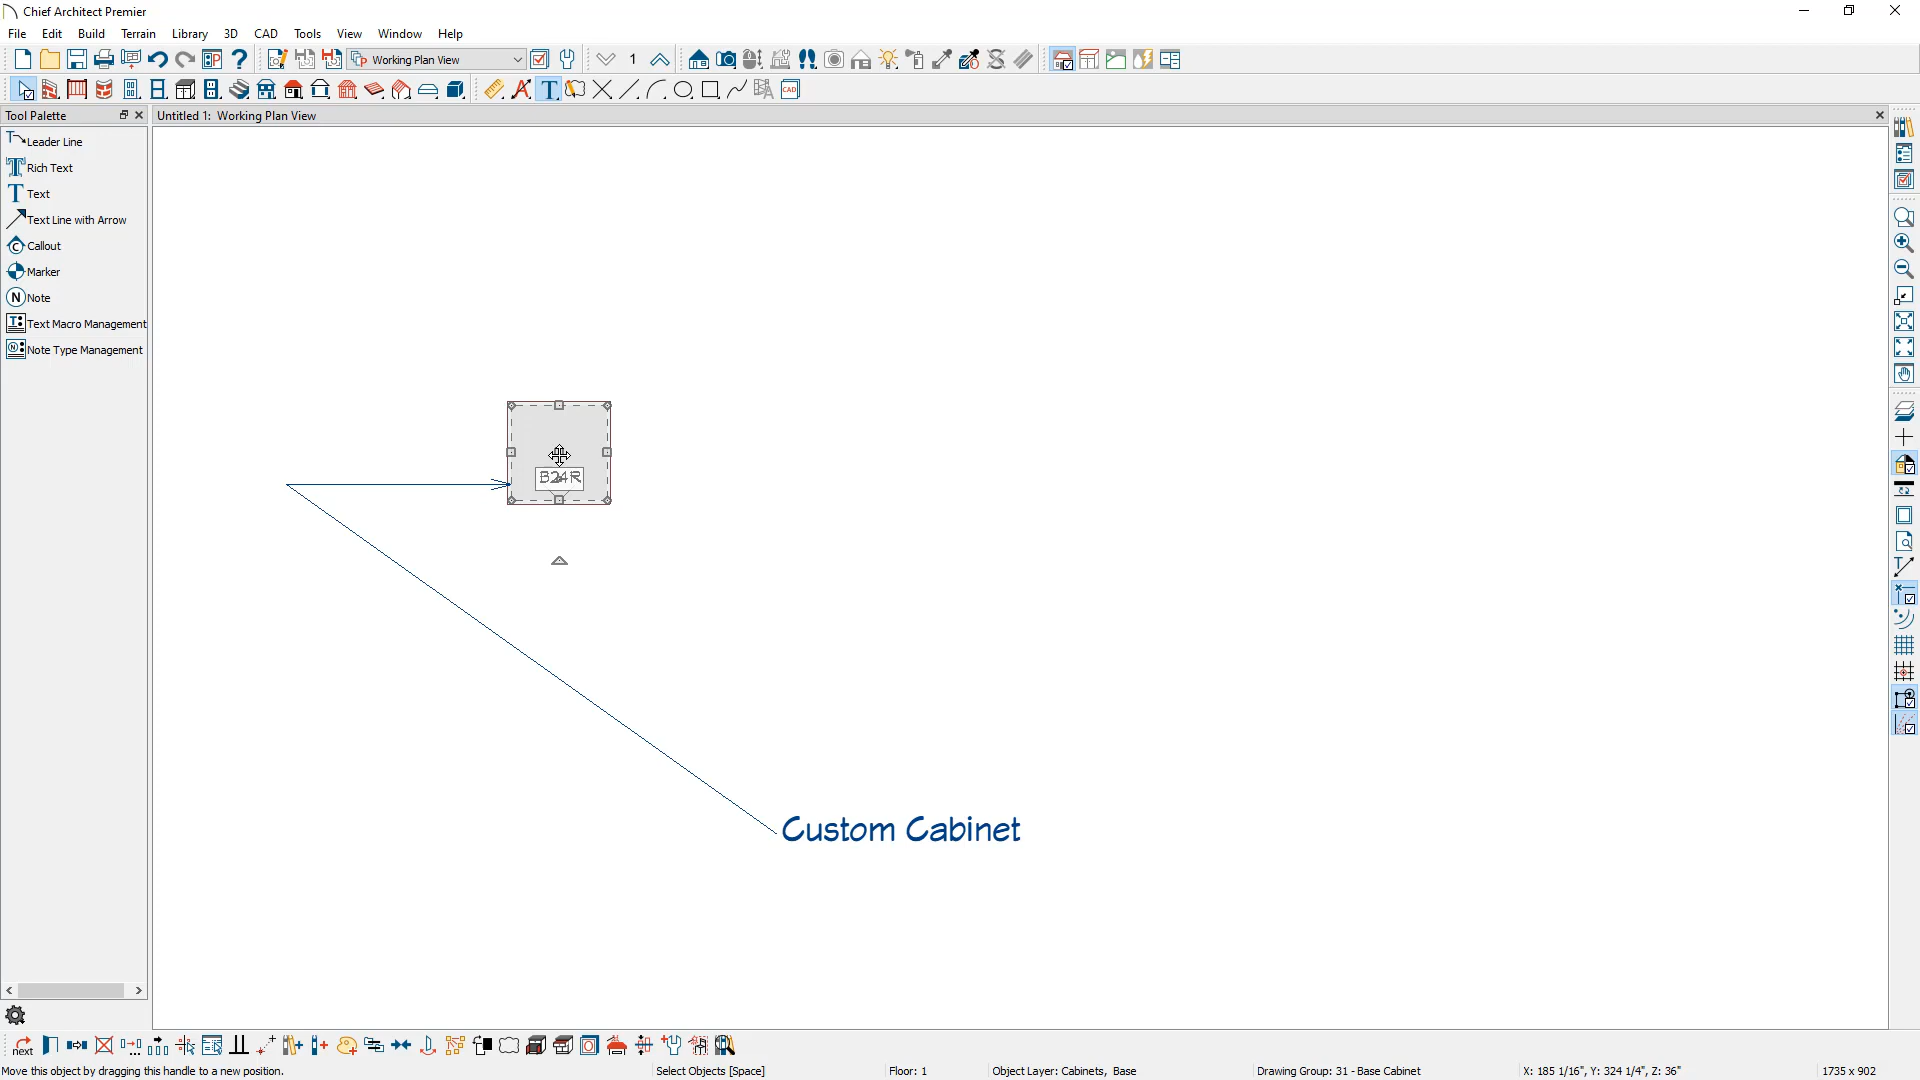 Chief Architect Premier
File Edit Build Terrain Library 3D CAD Tools Window View Window Help
Working Plan View 1
CAD
Tool Palette
Untitled 1: Working Plan View
Leader Line
Rich Text
Text
Text Line with Arrow
Callout
Marker
Note
Text Macro Management
Note Type Management
B24R
Custom Cabinet
next
Move this object by dragging this handle to a new position.
Select Objects [Space]
Floor: 1
Object Layer: Cabinets, Base
Drawing Group: 31 - Base Cabinet
X: 185 1/16", Y: 324 1/4", Z: 36"
1735 x 902